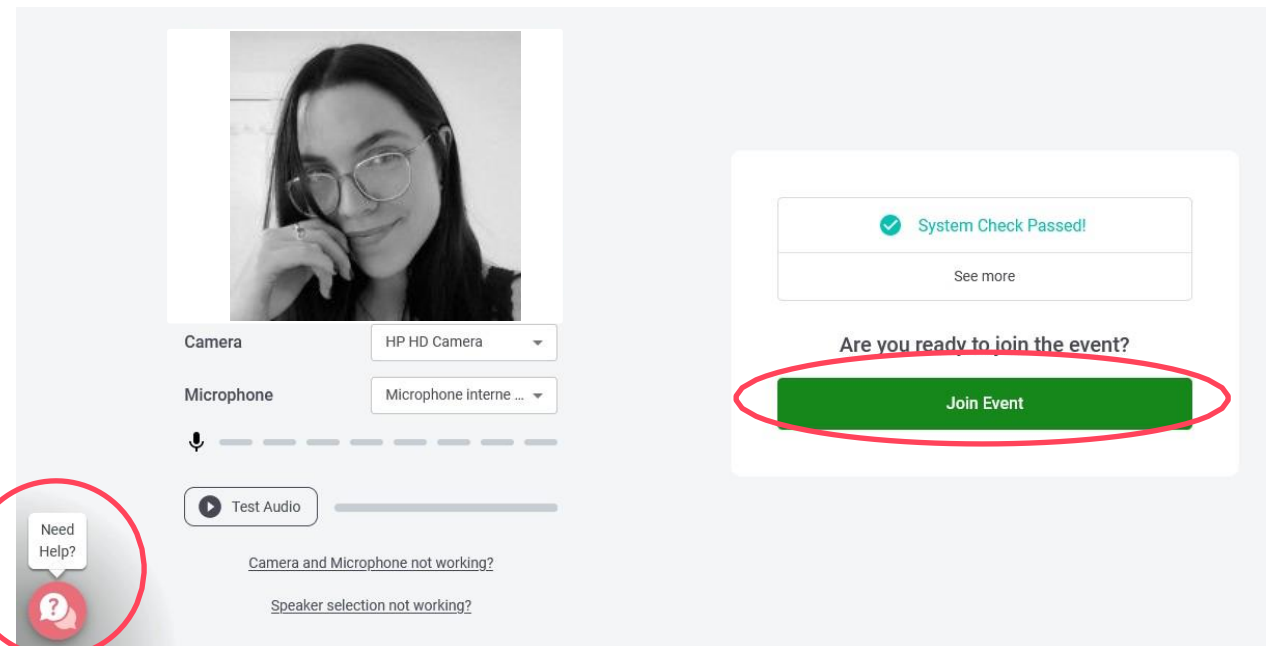 Camera
HP HD Camera
Microphone
Microphone interne ...
Test Audio
Camera and Microphone not working?
Speaker selection not working?
Need
Help?
?
System Check Passed!
See more
Are you ready to join the event?
Join Event